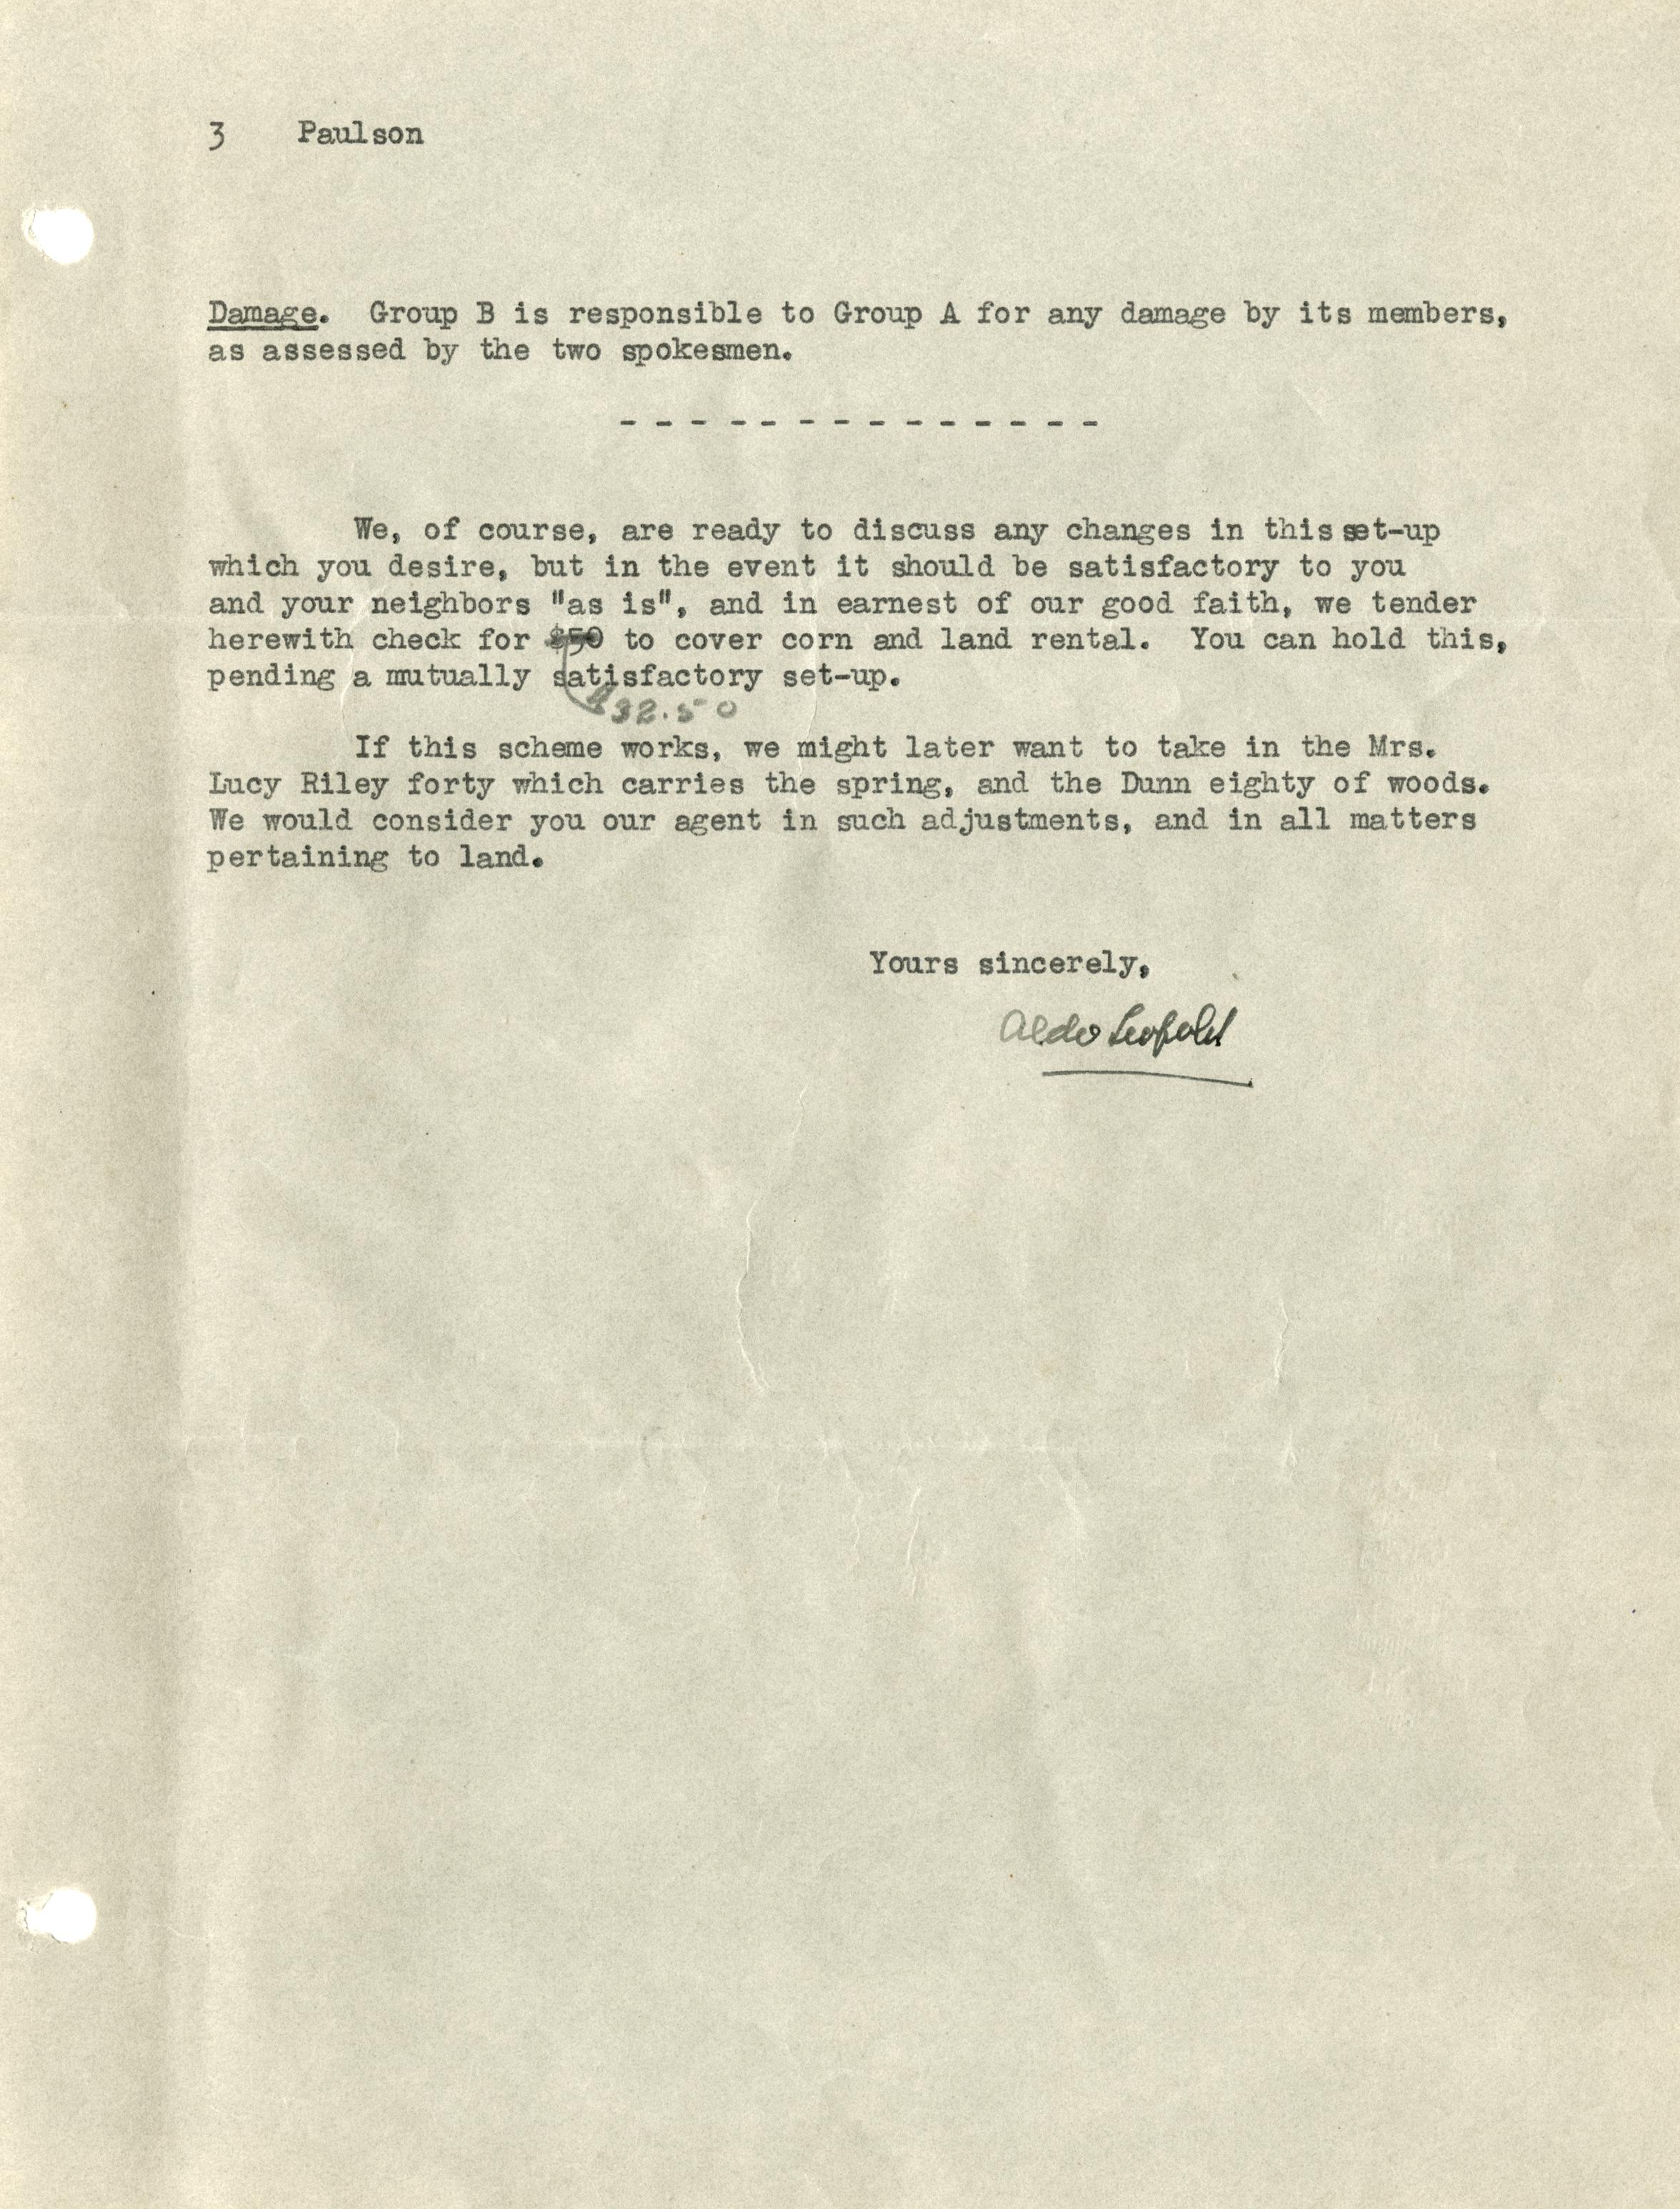 3 Paulson
Damage. Group B is responsible to Group A for any damage by its members,
as assessed by the two spokesmen.
- - - - - - - - - - - - - -
We, of course, are ready to discuss any changes in this set-up
which you desire, but in the event it should be satisfactory to you
and your neighbors "as is", and in earnest of our good faith, we tender
herewith check for $50 to cover corn and land rental. You can hold this,
pending a mutually satisfactory set-up.
$32.50
If this scheme works, we might later want to take in the Mrs.
Lucy Riley forty which carries the spring, and the Dunn eighty of woods.
We would consider you our agent in such adjustments, and in all matters
pertaining to land.
Yours sincerely,
Aldo Leopold